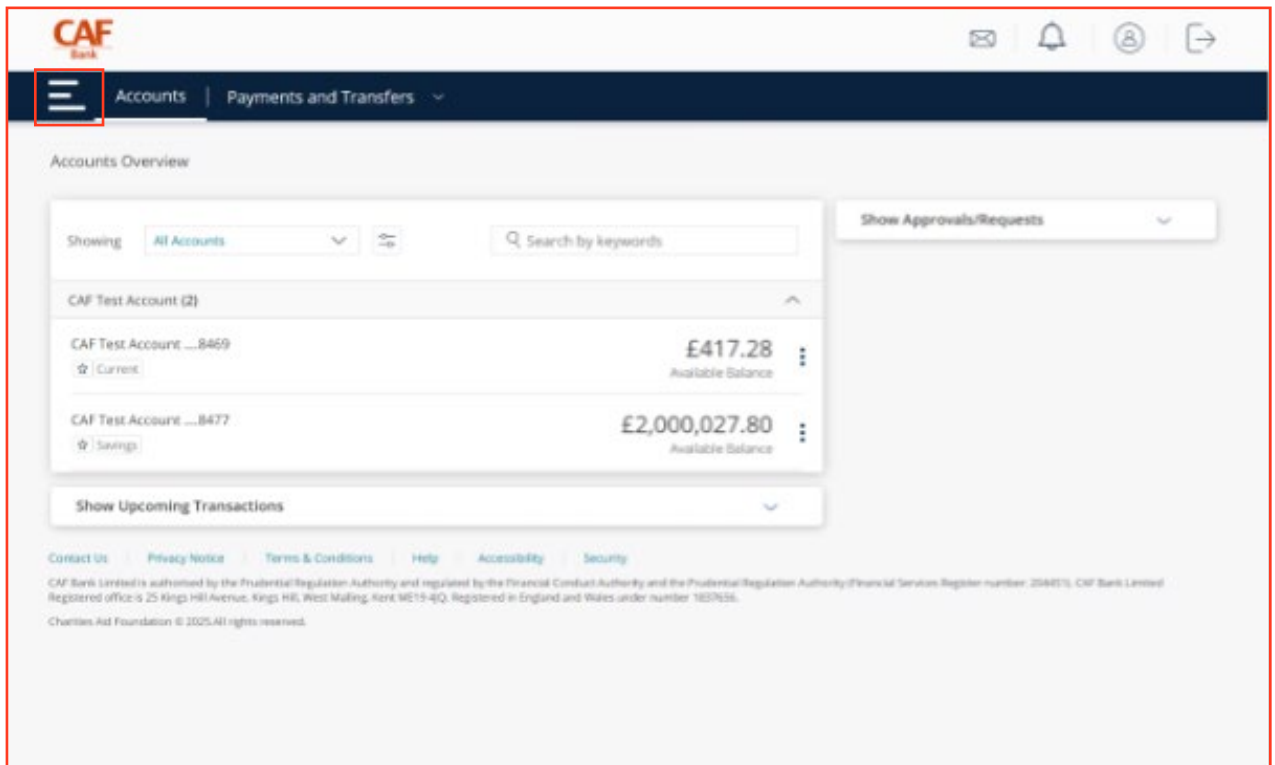 CAF
Bank
Accounts | Payments and Transfers
Accounts Overview
Showing All Accounts Search by keywords
Show Approvals/Requests
CAF Test Account (2)
CAF Test Account ....8469
£417.28
Current
Available Balance
CAF Test Account ....8477
£2,000,027.80
Savings
Available Balance
Show Upcoming Transactions
Contact Us Privacy Notice Terms & Conditions Help Accessibility Security
CAF Bank Limited is authorised by the Prudential Regulation Authority and regulated by the Financial Conduct Authority and the Prudential Regulation Authority (Financial Services Register number: 204451). CAF Bank Limited
Registered office is 25 Kings Hill Avenue, Kings Hill, West Malling, Kent ME19 4JQ. Registered in England and Wales under number 1837656.
Charities Aid Foundation © 2025.All rights reserved.